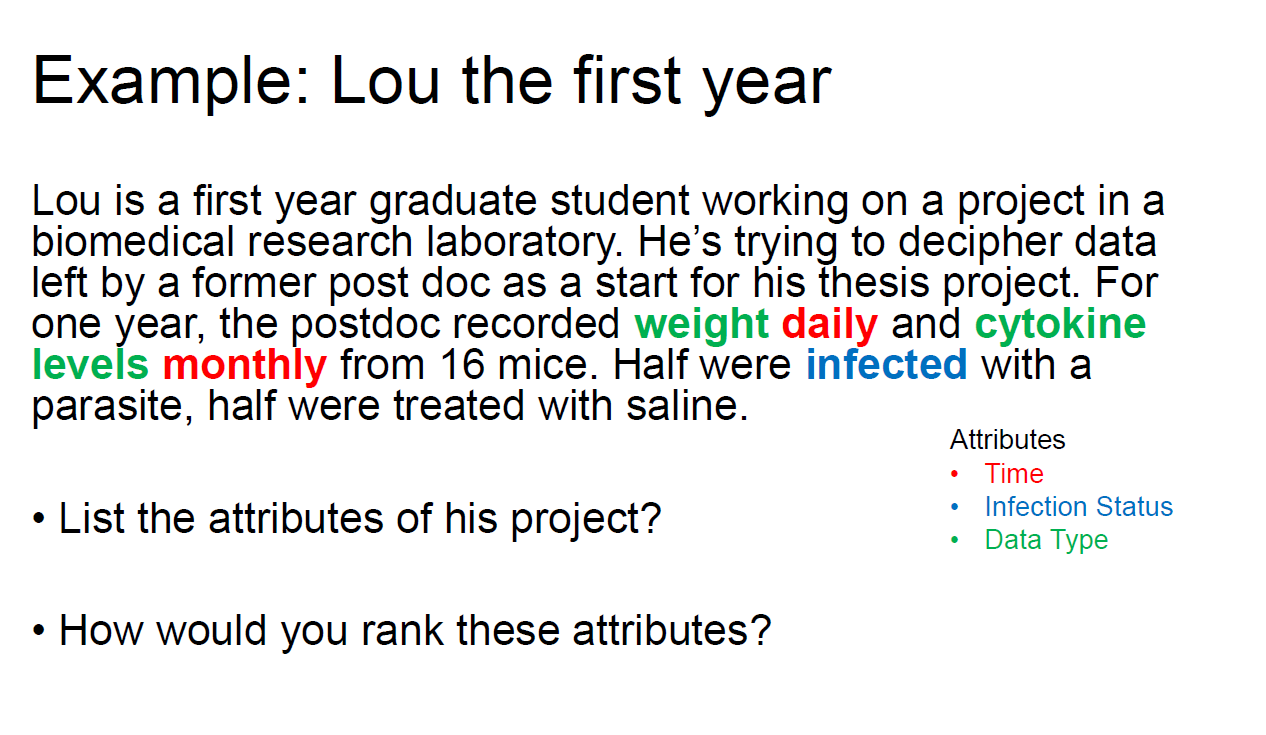 Example: Lou the first year
Lou is a first year graduate student working on a project in a
biomedical research laboratory. He’s trying to decipher data
left by a former post doc as a start for his thesis project. For
one year, the postdoc recorded weight daily and cytokine
levels monthly from 16 mice. Half were infected with a
parasite, half were treated with saline.
Attributes
• Time
• Infection Status
• Data Type
• List the attributes of his project?
• How would you rank these attributes?